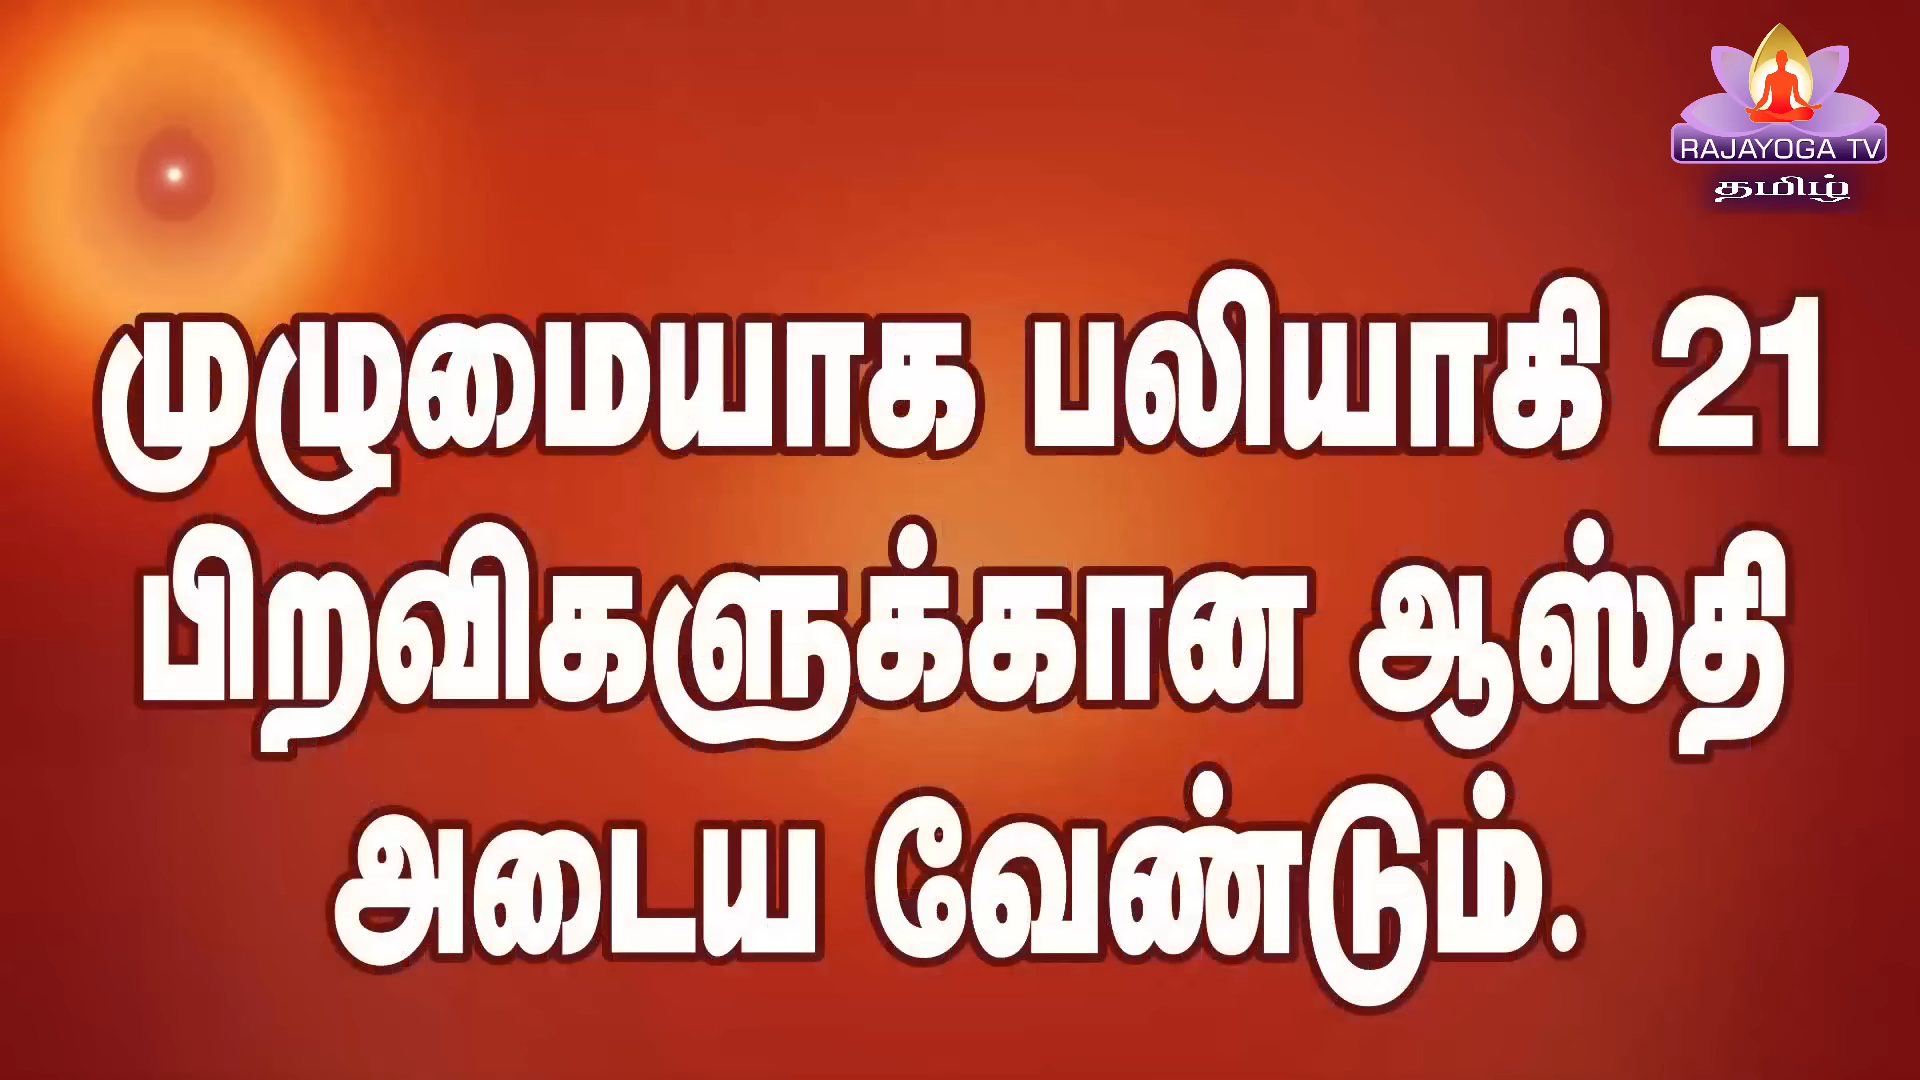 RAJAYOGA TV
தமிழ்
முழுமையாக பலியாகி 21
பிறவிகளுக்கான ஆஸ்தி
அடைய வேண்டும்.